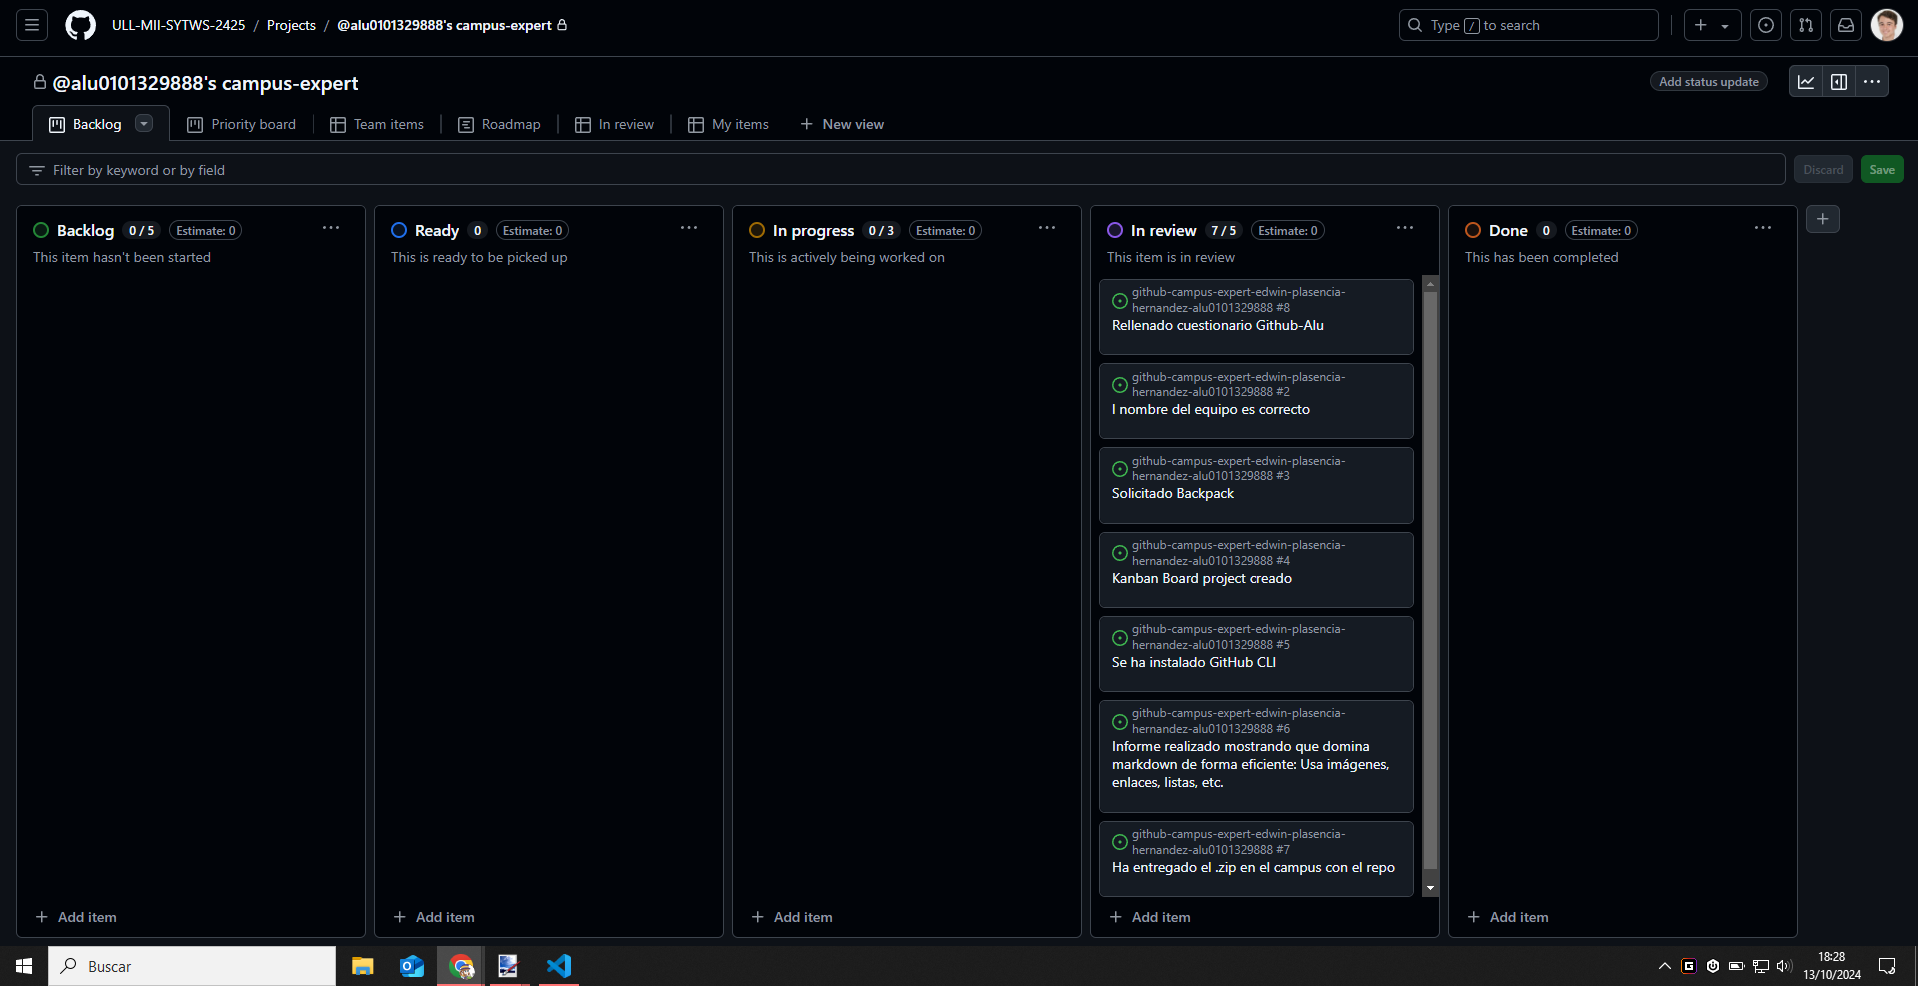 ULL-MII-SYTWS-2425 / Projects / @alu0101329888's campus-expert
Type / to search
@alu0101329888's campus-expert
Add status update
Backlog
Priority board
Team items
Roadmap
In review
My items
New view
Filter by keyword or by field
Discard
Save
Backlog 0 / 5 Estimate: 0
This item hasn't been started
Add item
Ready 0 Estimate: 0
This is ready to be picked up
Add item
In progress 0 / 3 Estimate: 0
This is actively being worked on
Add item
In review 7 / 5 Estimate: 0
This item is in review
github-campus-expert-edwin-plasencia-
hernandez-alu0101329888 #8
Rellenado cuestionario Github-Alu
github-campus-expert-edwin-plasencia-
hernandez-alu0101329888 #2
l nombre del equipo es correcto
github-campus-expert-edwin-plasencia-
hernandez-alu0101329888 #3
Solicitado Backpack
github-campus-expert-edwin-plasencia-
hernandez-alu0101329888 #4
Kanban Board project creado
github-campus-expert-edwin-plasencia-
hernandez-alu0101329888 #5
Se ha instalado GitHub CLI
github-campus-expert-edwin-plasencia-
hernandez-alu0101329888 #6
Informe realizado mostrando que domina
markdown de forma eficiente: Usa imágenes,
enlaces, listas, etc.
github-campus-expert-edwin-plasencia-
hernandez-alu0101329888 #7
Ha entregado el .zip en el campus con el repo
Add item
Done 0 Estimate: 0
This has been completed
Add item
Buscar
18:28
13/10/2024